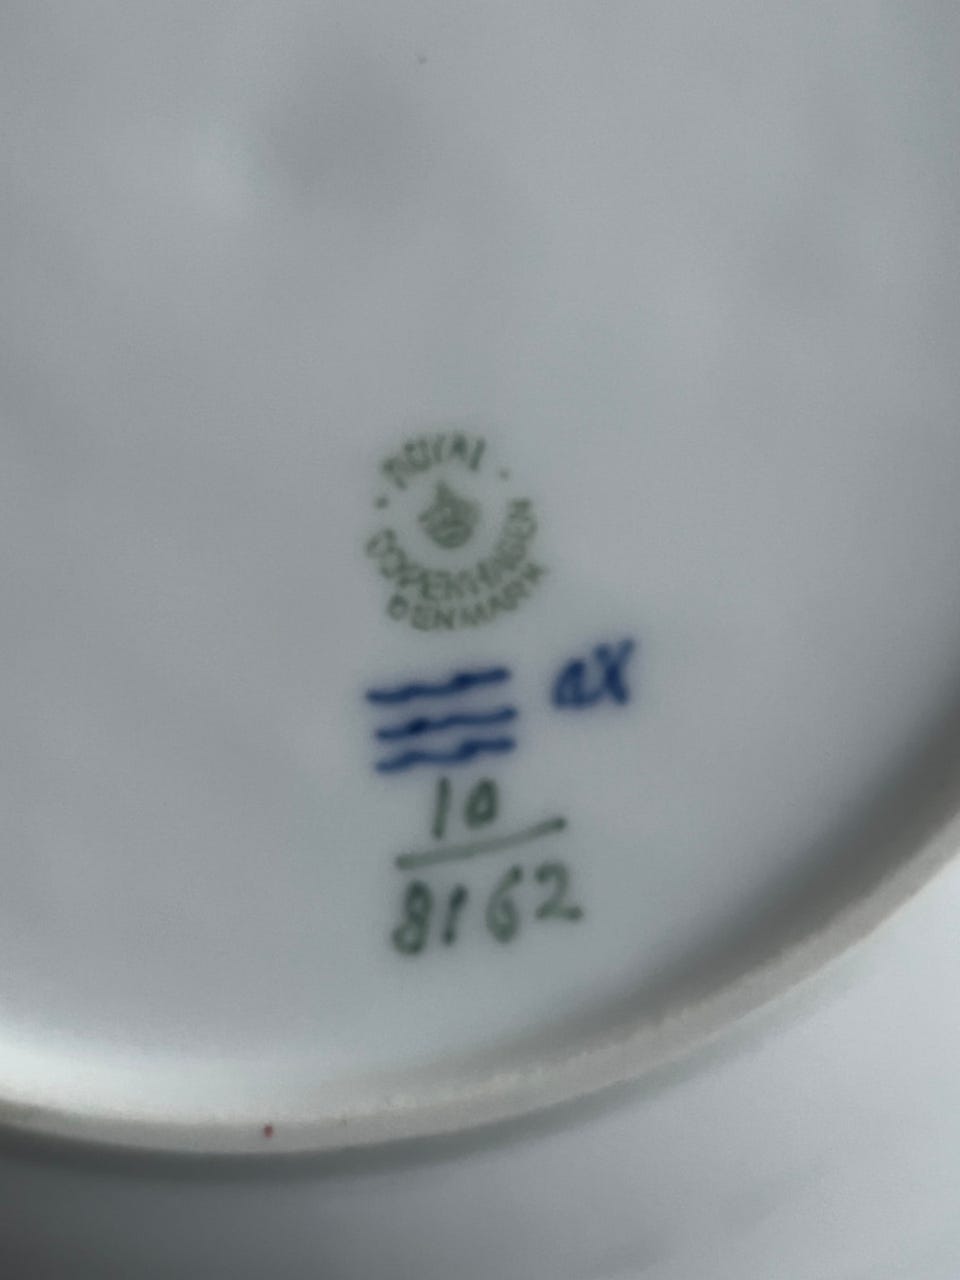 ROYAL
COPENHAGEN
DENMARK
ax
10
8162